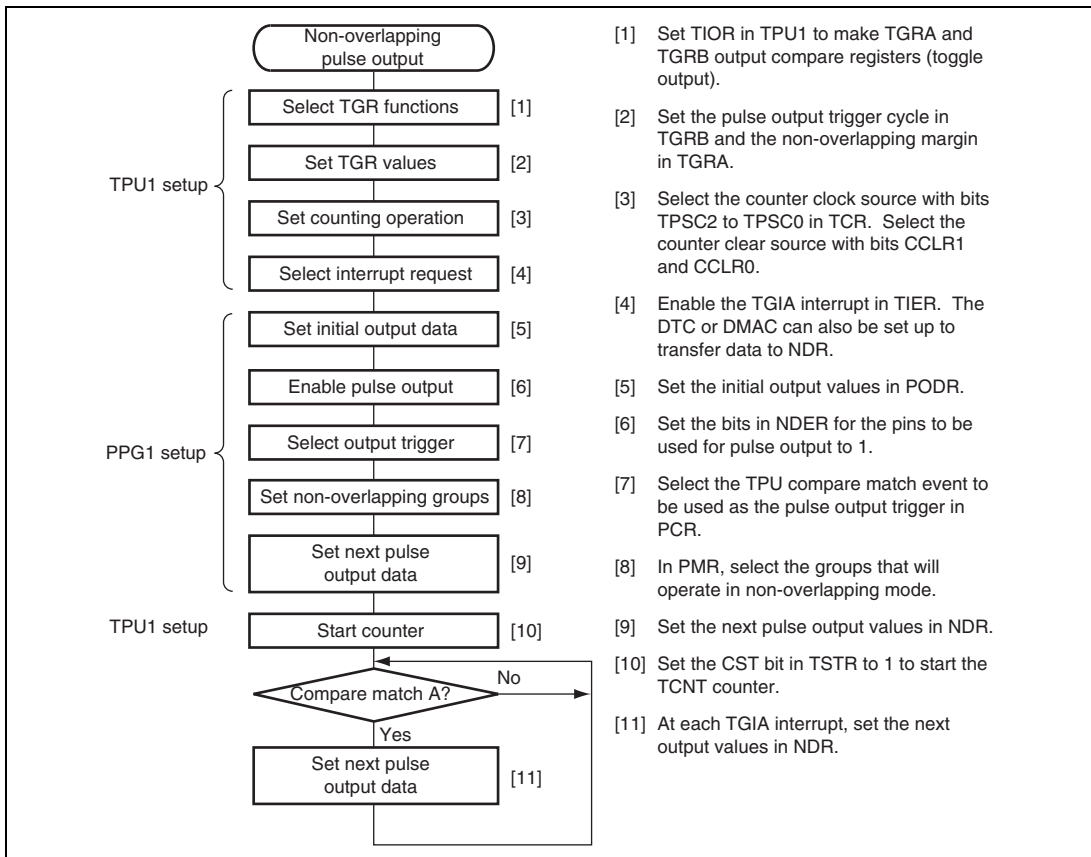 Non-overlapping
pulse output
Select TGR functions [1]
Set TGR values [2]
TPU1 setup
Set counting operation [3]
Select interrupt request [4]
Set initial output data [5]
Enable pulse output [6]
Select output trigger [7]
PPG1 setup
Set non-overlapping groups [8]
Set next pulse
output data
[9]
TPU1 setup
Start counter [10]
Compare match A?
No
Yes
Set next pulse
output data
[11]
[1] Set TIOR in TPU1 to make TGRA and
TGRB output compare registers (toggle
output).
[2] Set the pulse output trigger cycle in
TGRB and the non-overlapping margin
in TGRA.
[3] Select the counter clock source with bits
TPSC2 to TPSC0 in TCR. Select the
counter clear source with bits CCLR1
and CCLR0.
[4] Enable the TGIA interrupt in TIER. The
DTC or DMAC can also be set up to
transfer data to NDR.
[5] Set the initial output values in PODR.
[6] Set the bits in NDER for the pins to be
used for pulse output to 1.
[7] Select the TPU compare match event to
be used as the pulse output trigger in
PCR.
[8] In PMR, select the groups that will
operate in non-overlapping mode.
[9] Set the next pulse output values in NDR.
[10] Set the CST bit in TSTR to 1 to start the
TCNT counter.
[11] At each TGIA interrupt, set the next
output values in NDR.